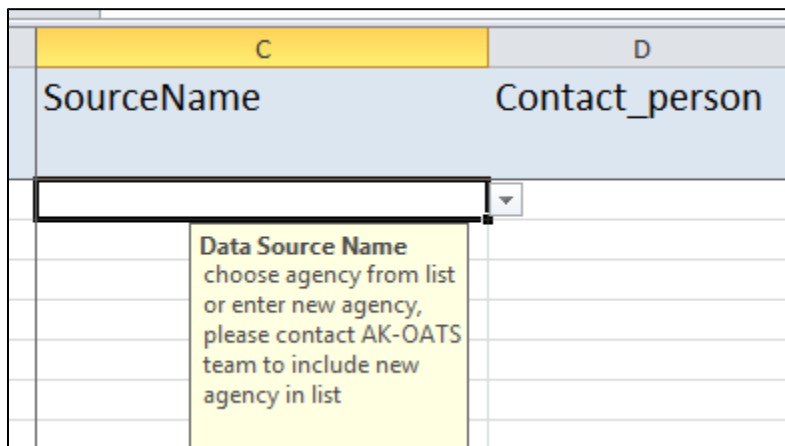 C D
SourceName Contact_person
Data Source Name
choose agency from list
or enter new agency,
please contact AK-OATS
team to include new
agency in list